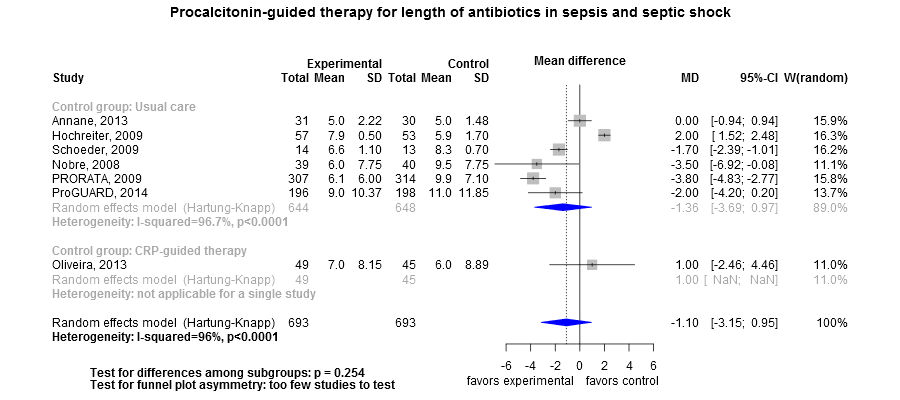 Procalcitonin-guided therapy for length of antibiotics in sepsis and septic shock
Experimental Control Mean difference
Study Total Mean SD Total Mean SD MD 95%-CI W(random)
Control group: Usual care
Annane, 2013 31 5.0 2.22 30 5.0 1.48 0.00 [-0.94; 0.94] 15.9%
Hochreiter, 2009 57 7.9 0.50 53 5.9 1.70 2.00 [ 1.52; 2.48] 16.3%
Schoeder, 2009 14 6.6 1.10 13 8.3 0.70 -1.70 [-2.39; -1.01] 16.2%
Nobre, 2008 39 6.0 7.75 40 9.5 7.75 -3.50 [-6.92; -0.08] 11.1%
PRORATA, 2009 307 6.1 6.00 314 9.9 7.10 -3.80 [-4.83; -2.77] 15.8%
ProGUARD, 2014 196 9.0 10.37 198 11.0 11.85 -2.00 [-4.20; 0.20] 13.7%
Random effects model (Hartung-Knapp) 644 648 -1.36 [-3.69; 0.97] 89.0%
Heterogeneity: I-squared=96.7%, p<0.0001
Control group: CRP-guided therapy
Oliveira, 2013 49 7.0 8.15 45 6.0 8.89 1.00 [-2.46; 4.46] 11.0%
Random effects model (Hartung-Knapp) 49 45 1.00 [ NaN; NaN] 11.0%
Heterogeneity: not applicable for a single study
Random effects model (Hartung-Knapp) 693 693 -1.10 [-3.15; 0.95] 100%
Heterogeneity: I-squared=96%, p<0.0001
-6 -4 -2 0 2 4 6
Test for differences among subgroups: p = 0.254
favors experimental favors control
Test for funnel plot asymmetry: too few studies to test